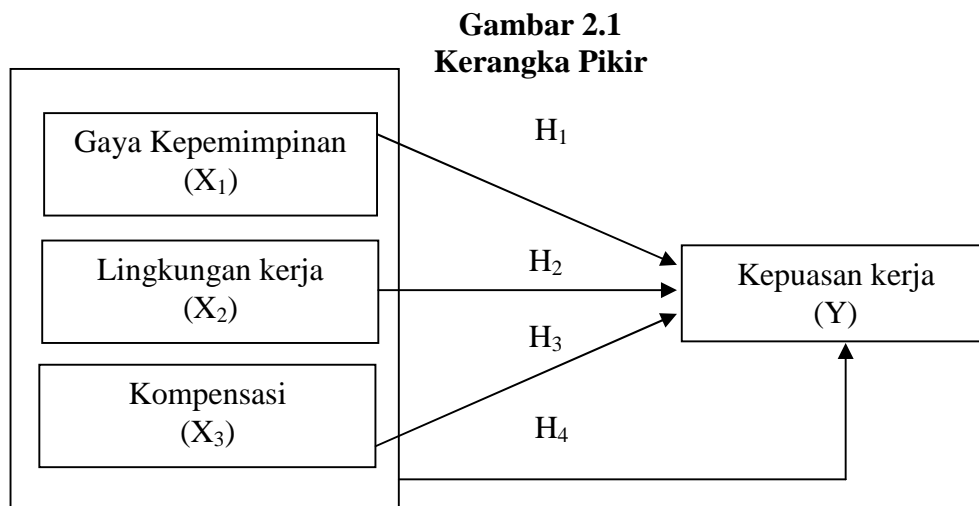 Gambar 2.1
Kerangka Pikir
Gaya Kepemimpinan
(X₁)
H₁
Lingkungan kerja
(X₂)
H₂
Kepuasan kerja
(Y)
H₃
Kompensasi
(X₃)
H₄